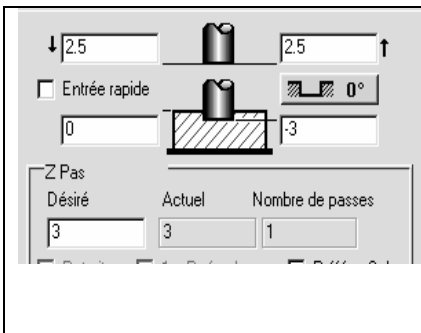 2.5 2.5
Entrée rapide 0°
0 -3
Z Pas
Désiré Actuel Nombre de passes
3 3 1